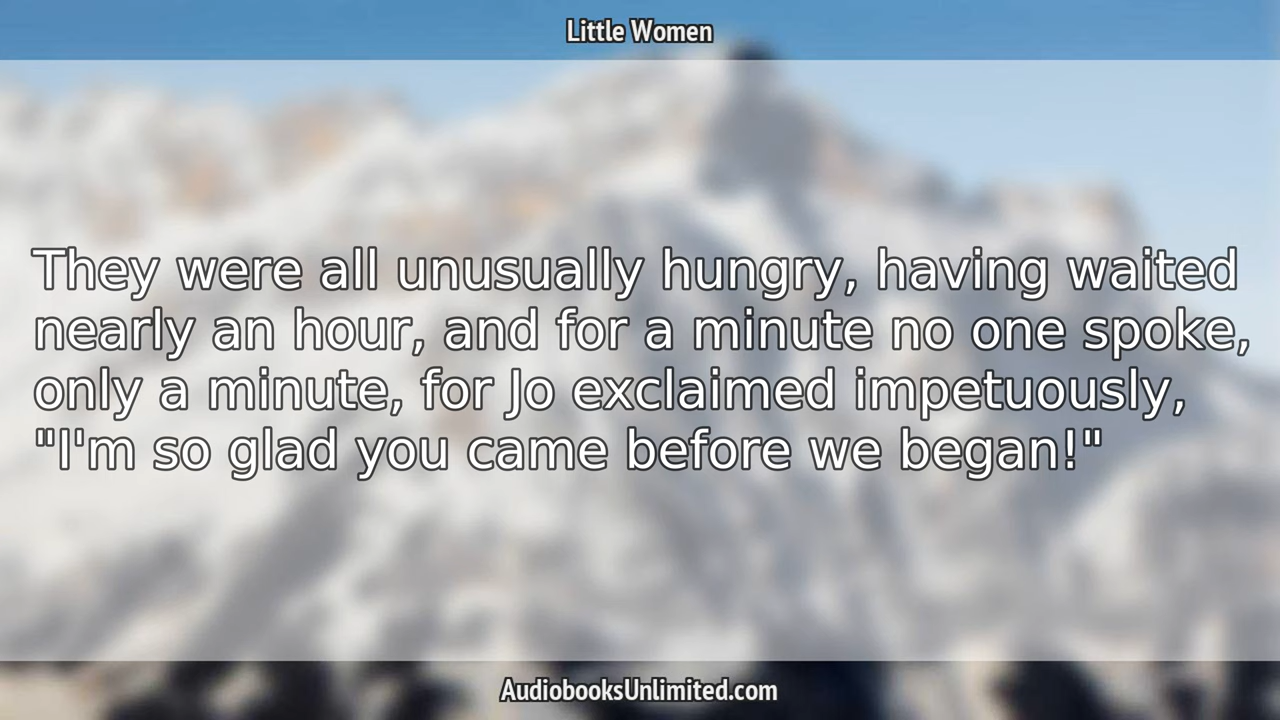 Little Women
They were all unusually hungry, having waited
nearly an hour, and for a minute no one spoke,
only a minute, for Jo exclaimed impetuously,
"I'm so glad you came before we began!"
AudiobooksUnlimited.com